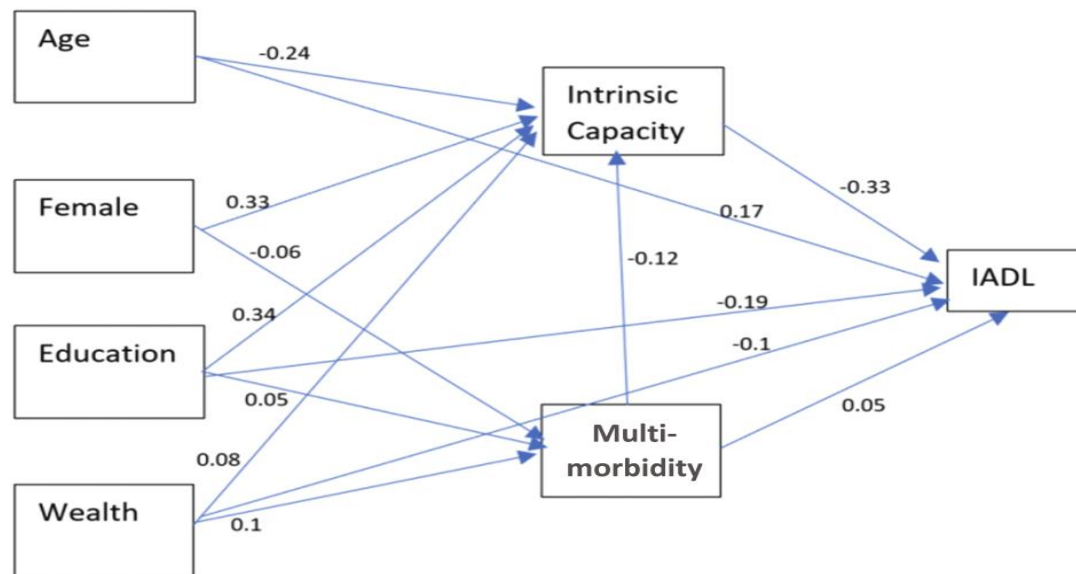 Age
-0.24
Intrinsic
Capacity
Female
0.33
-0.06
-0.33
0.17
-0.12
IADL
Education
0.34
-0.19
-0.1
0.05
0.05
Multi-
morbidity
0.08
Wealth
0.1